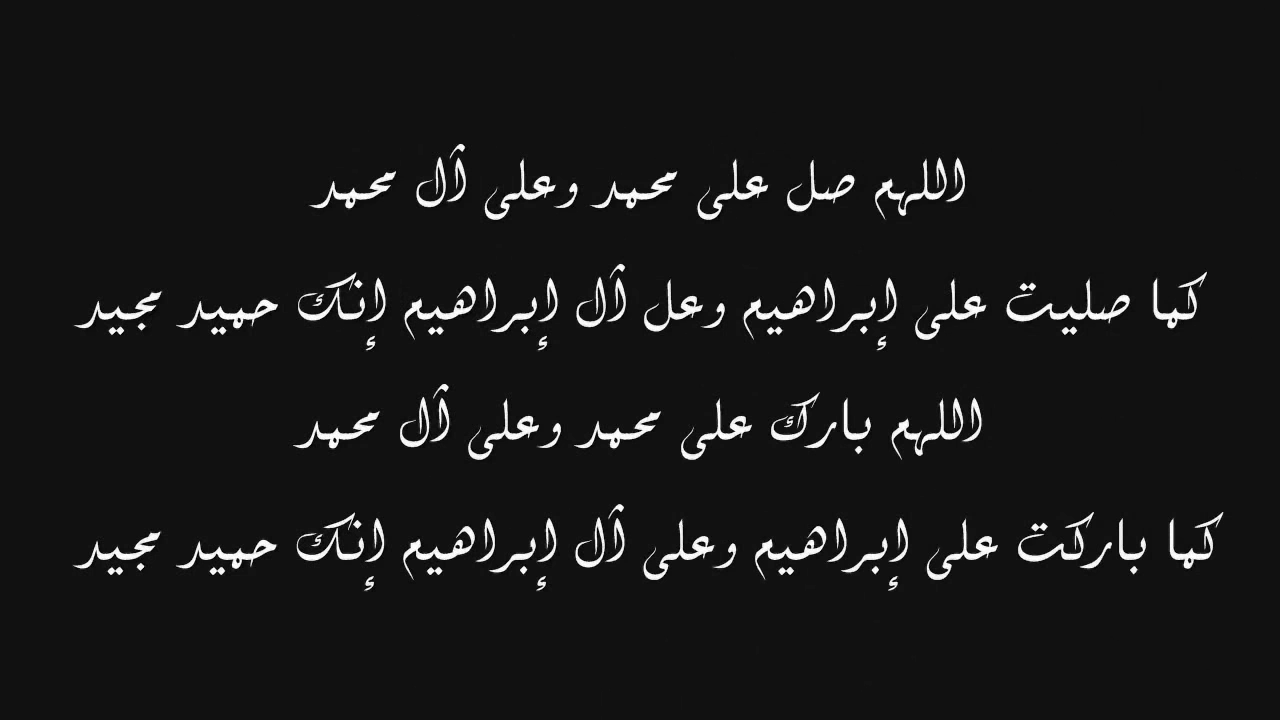 اللهم صل على محمد وعلى آل محمد
كما صليت على إبراهيم وعل آل إبراهيم إنك حميد مجيد
اللهم بارك على محمد وعلى آل محمد
كما باركت على إبراهيم وعلى آل إبراهيم إنك حميد مجيد